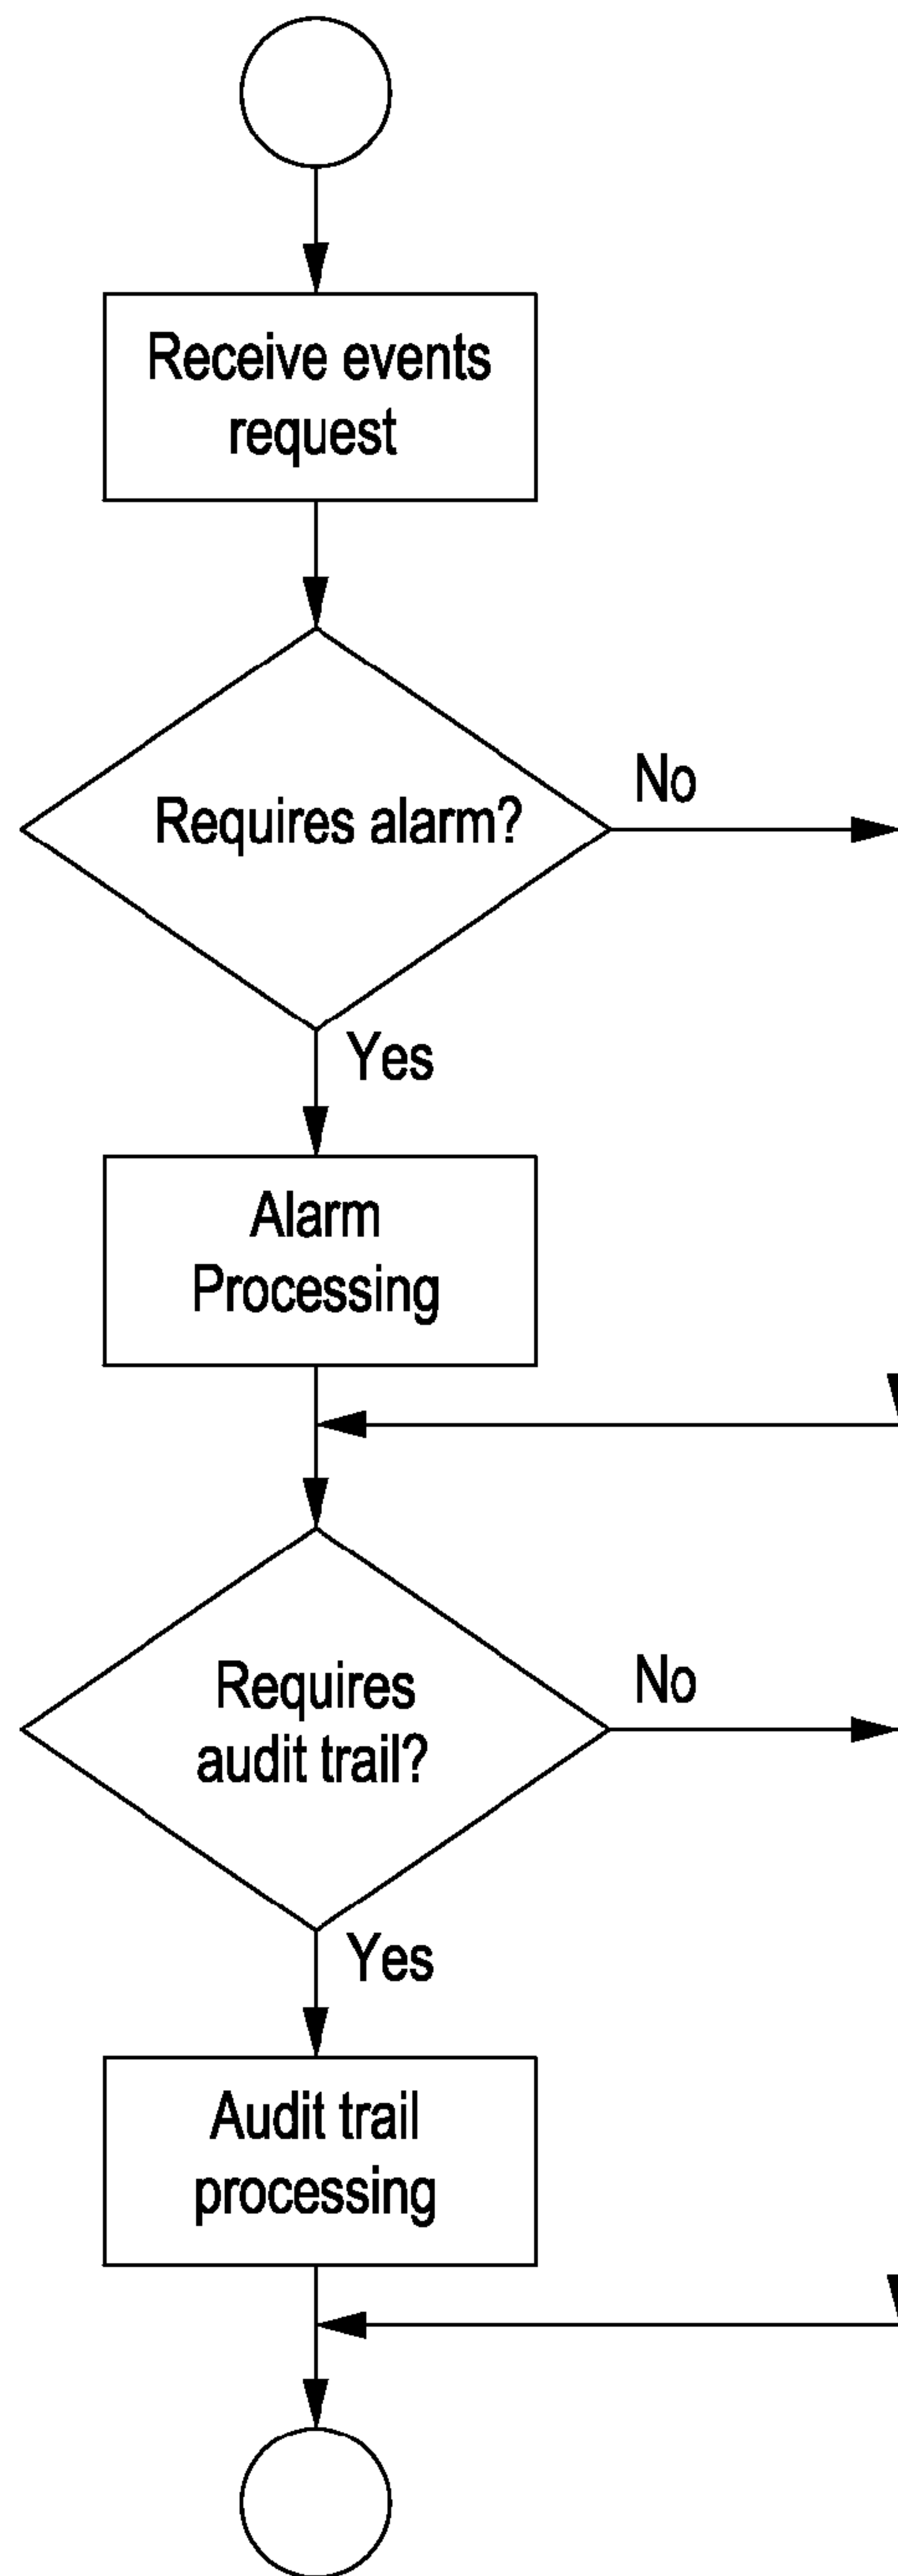 Receive events
request
Requires alarm?
No
Yes
Alarm
Processing
Requires
audit trail?
No
Yes
Audit trail
processing